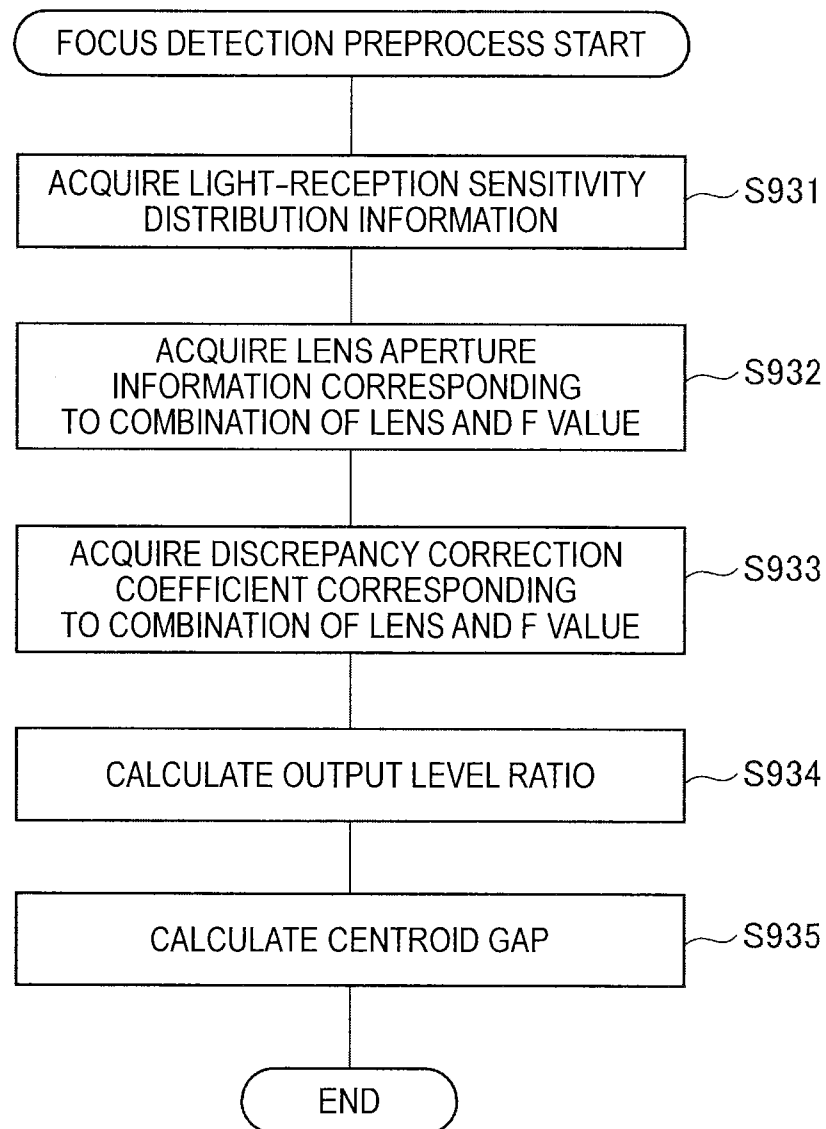 FOCUS DETECTION PREPROCESS START
ACQUIRE LIGHT-RECEPTION SENSITIVITY
DISTRIBUTION INFORMATION
S931
ACQUIRE LENS APERTURE
INFORMATION CORRESPONDING
TO COMBINATION OF LENS AND F VALUE
S932
ACQUIRE DISCREPANCY CORRECTION
COEFFICIENT CORRESPONDING
TO COMBINATION OF LENS AND F VALUE
S933
CALCULATE OUTPUT LEVEL RATIO
S934
CALCULATE CENTROID GAP
S935
END